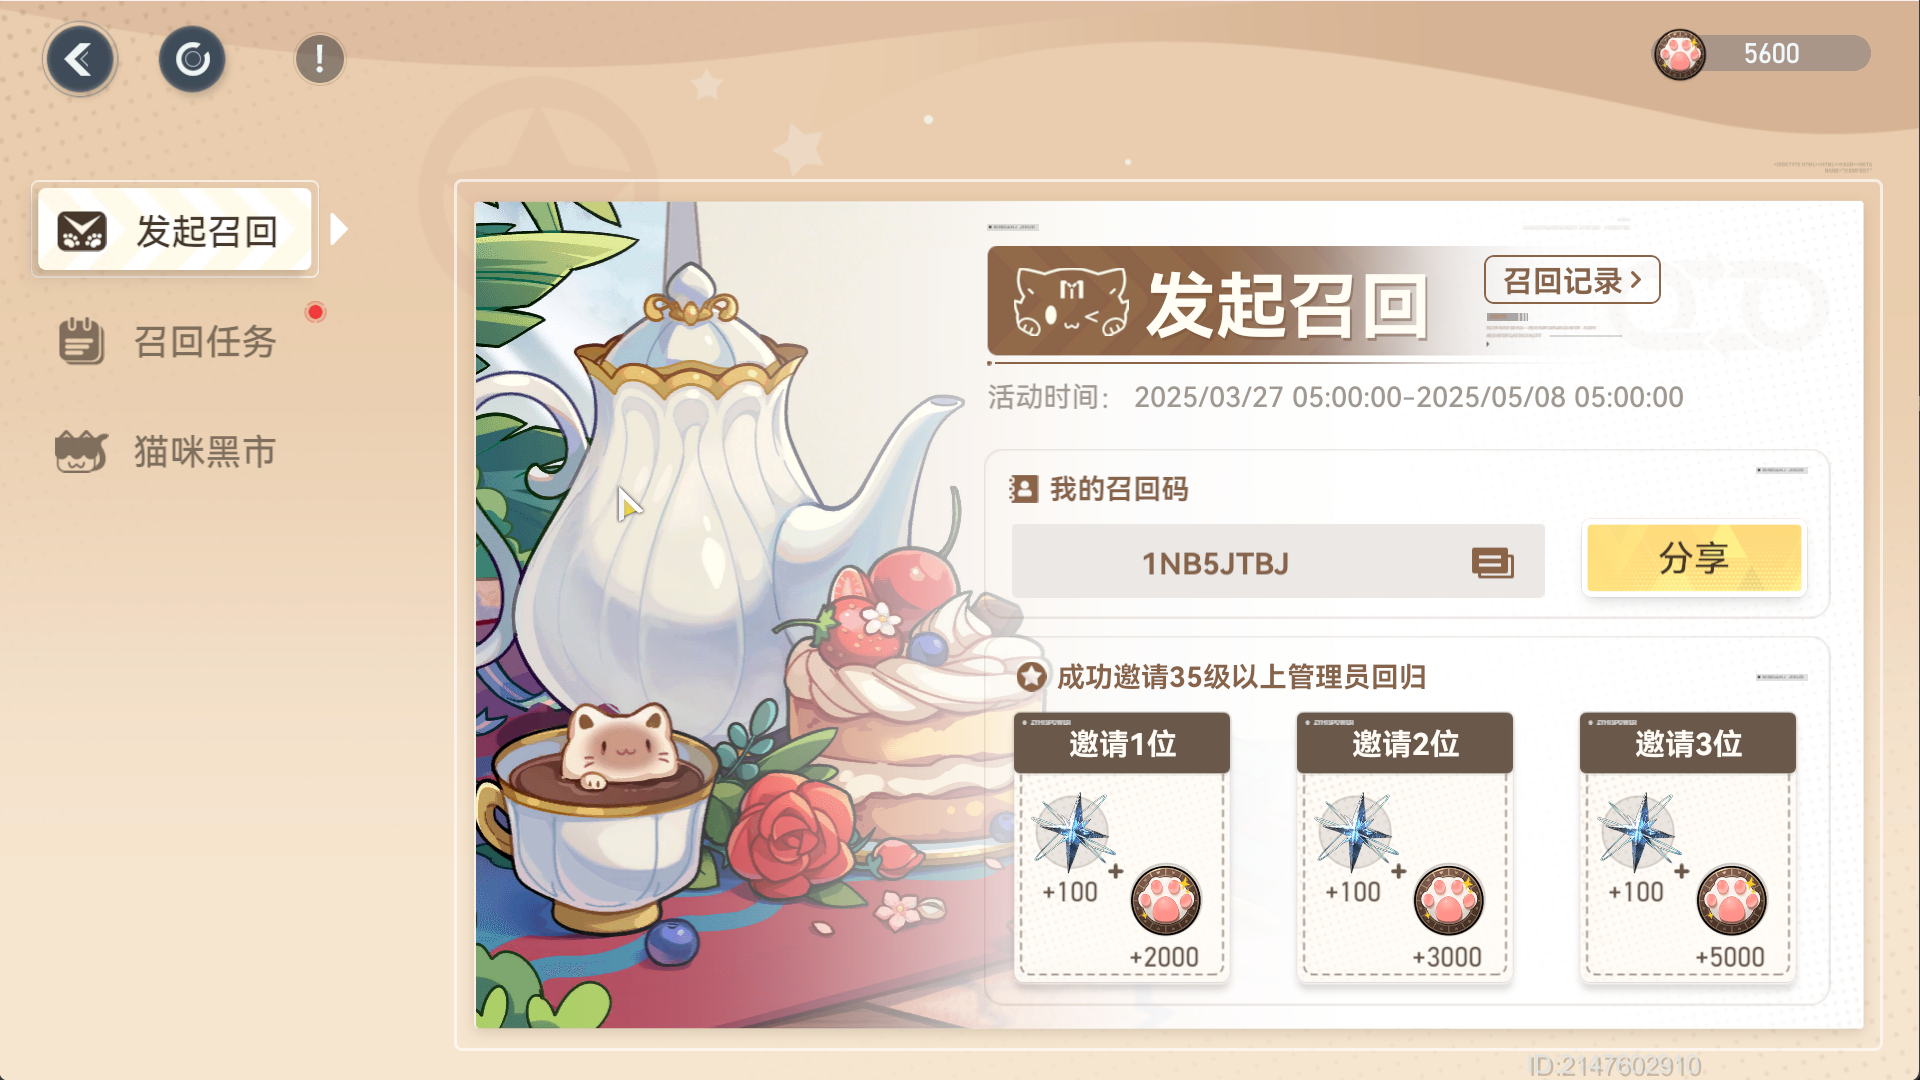 !
5600
发起召回
召回任务
猫咪黑市
发起召回
召回记录
活动时间： 2025/03/27 05:00:00-2025/05/08 05:00:00
我的召回码
1NB5JTBJ
分享
成功邀请35级以上管理员回归
邀请1位
+100
+
+2000
邀请2位
+100
+
+3000
邀请3位
+100
+
+5000
ID:2147602910